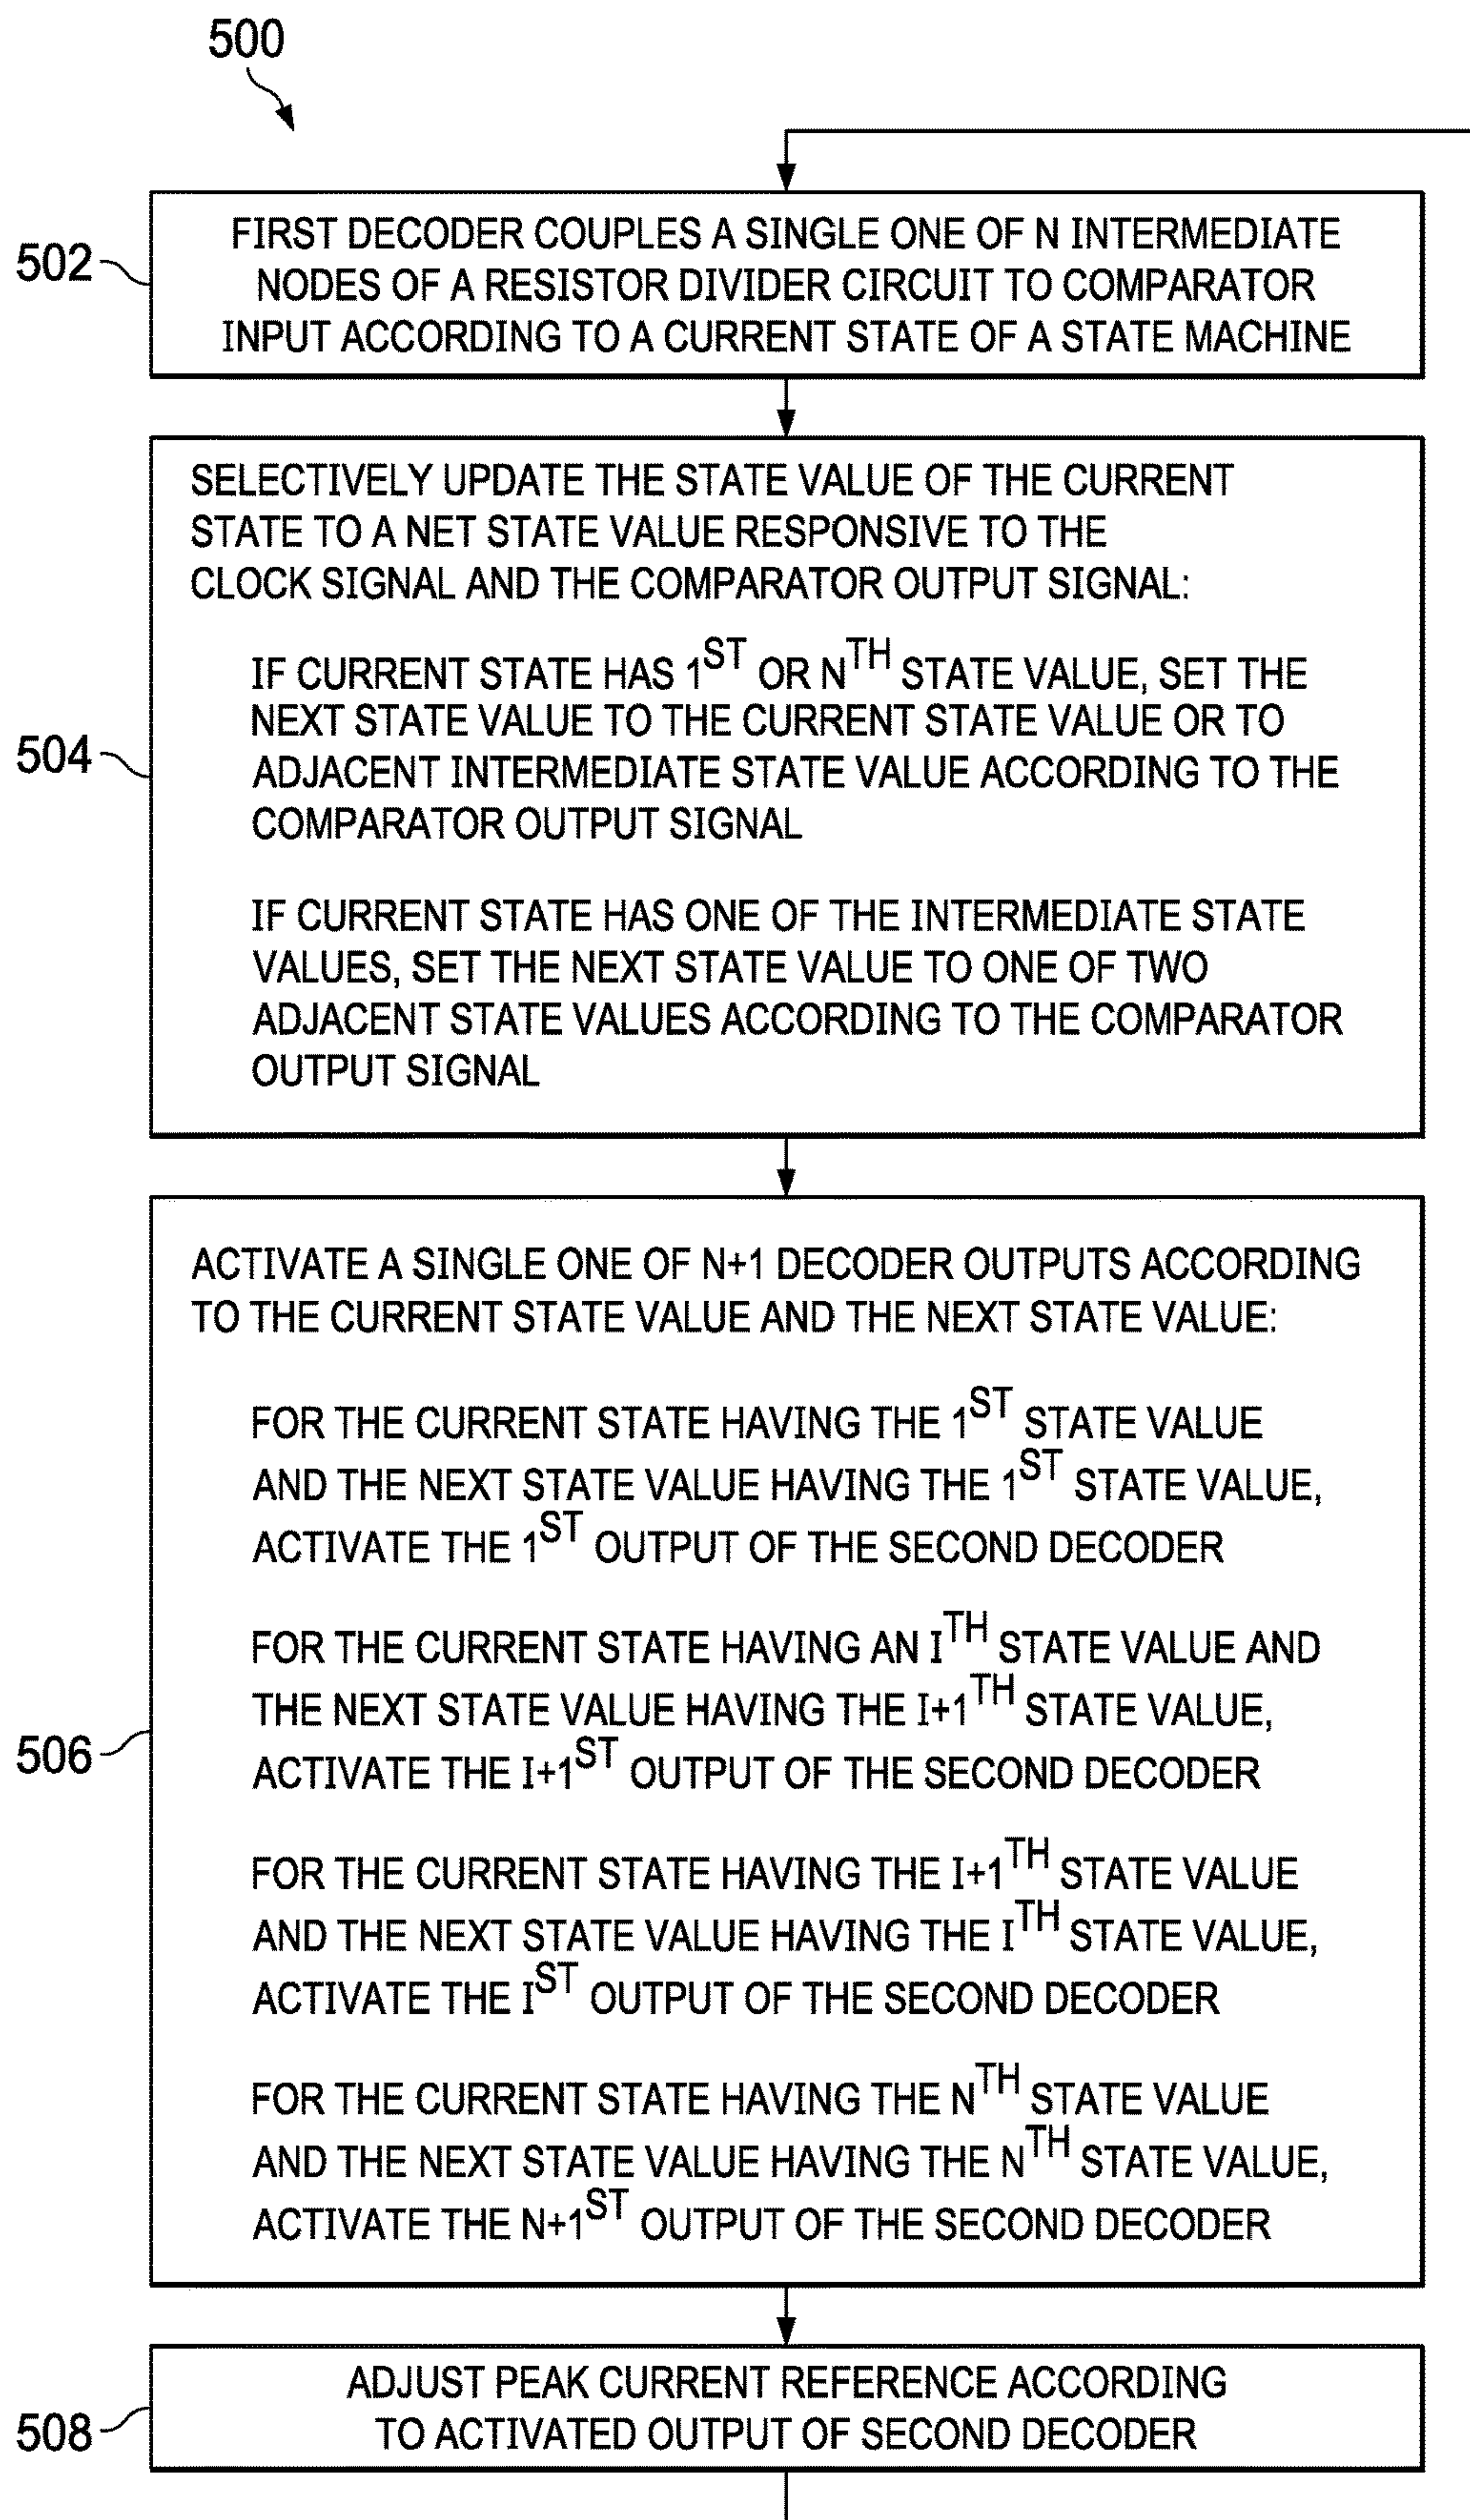 500
502
FIRST DECODER COUPLES A SINGLE ONE OF N INTERMEDIATE
NODES OF A RESISTOR DIVIDER CIRCUIT TO COMPARATOR
INPUT ACCORDING TO A CURRENT STATE OF A STATE MACHINE
504
SELECTIVELY UPDATE THE STATE VALUE OF THE CURRENT
STATE TO A NET STATE VALUE RESPONSIVE TO THE
CLOCK SIGNAL AND THE COMPARATOR OUTPUT SIGNAL:
IF CURRENT STATE HAS 1ST OR NTH STATE VALUE, SET THE
NEXT STATE VALUE TO THE CURRENT STATE VALUE OR TO
ADJACENT INTERMEDIATE STATE VALUE ACCORDING TO THE
COMPARATOR OUTPUT SIGNAL
IF CURRENT STATE HAS ONE OF THE INTERMEDIATE STATE
VALUES, SET THE NEXT STATE VALUE TO ONE OF TWO
ADJACENT STATE VALUES ACCORDING TO THE COMPARATOR
OUTPUT SIGNAL
506
ACTIVATE A SINGLE ONE OF N+1 DECODER OUTPUTS ACCORDING
TO THE CURRENT STATE VALUE AND THE NEXT STATE VALUE:
FOR THE CURRENT STATE HAVING THE 1ST STATE VALUE
AND THE NEXT STATE VALUE HAVING THE 1ST STATE VALUE,
ACTIVATE THE 1ST OUTPUT OF THE SECOND DECODER
FOR THE CURRENT STATE HAVING AN ITH STATE VALUE AND
THE NEXT STATE VALUE HAVING THE I+1TH STATE VALUE,
ACTIVATE THE I+1ST OUTPUT OF THE SECOND DECODER
FOR THE CURRENT STATE HAVING THE I+1TH STATE VALUE
AND THE NEXT STATE VALUE HAVING THE ITH STATE VALUE,
ACTIVATE THE IST OUTPUT OF THE SECOND DECODER
FOR THE CURRENT STATE HAVING THE NTH STATE VALUE
AND THE NEXT STATE VALUE HAVING THE NTH STATE VALUE,
ACTIVATE THE N+1ST OUTPUT OF THE SECOND DECODER
508
ADJUST PEAK CURRENT REFERENCE ACCORDING
TO ACTIVATED OUTPUT OF SECOND DECODER